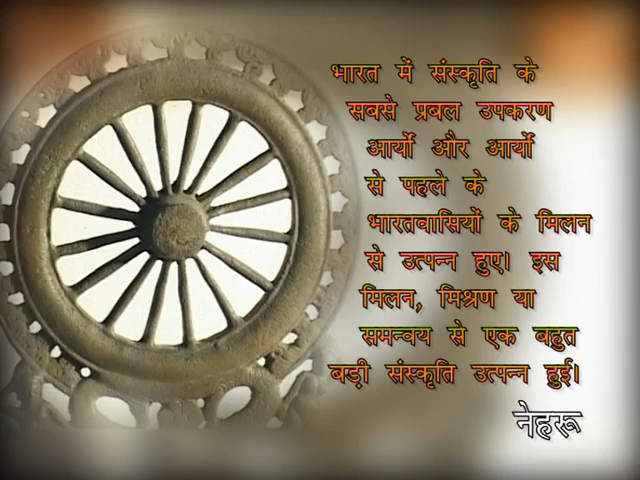 भारत में संस्कृति के
सबसे प्रबल उपकरण
आर्यों और आर्यों
से पहले के
भारतवासियों के मिलन
से उत्पन्न हुए। इस
मिलन, मिश्रण या
समन्वय से एक बहुत
बड़ी संस्कृति उत्पन्न हुई।
नेहरू